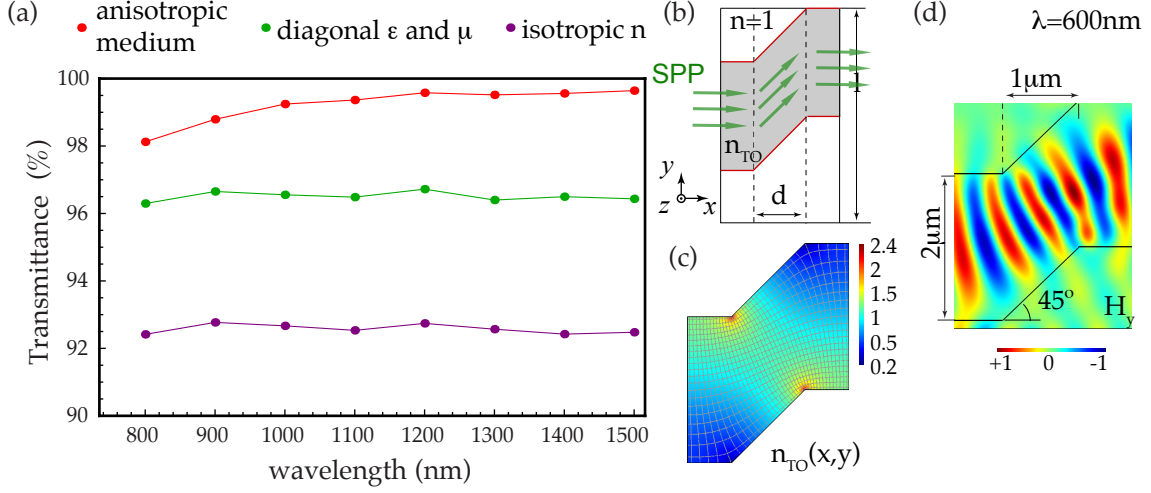 (a)
anisotropic
medium
diagonal ε and μ
isotropic n
Transmittance (%)
100
98
96
94
92
90
800 900 1000 1100 1200 1300 1400 1500
wavelength (nm)
(b)
n=1
SPP
l
n_TO
y
z
x
d
(c)
2.4
2
1.5
1
0.5
0.2
n_TO(x,y)
(d)
λ=600nm
1μm
2μm
45º
H_y
+1 0 -1